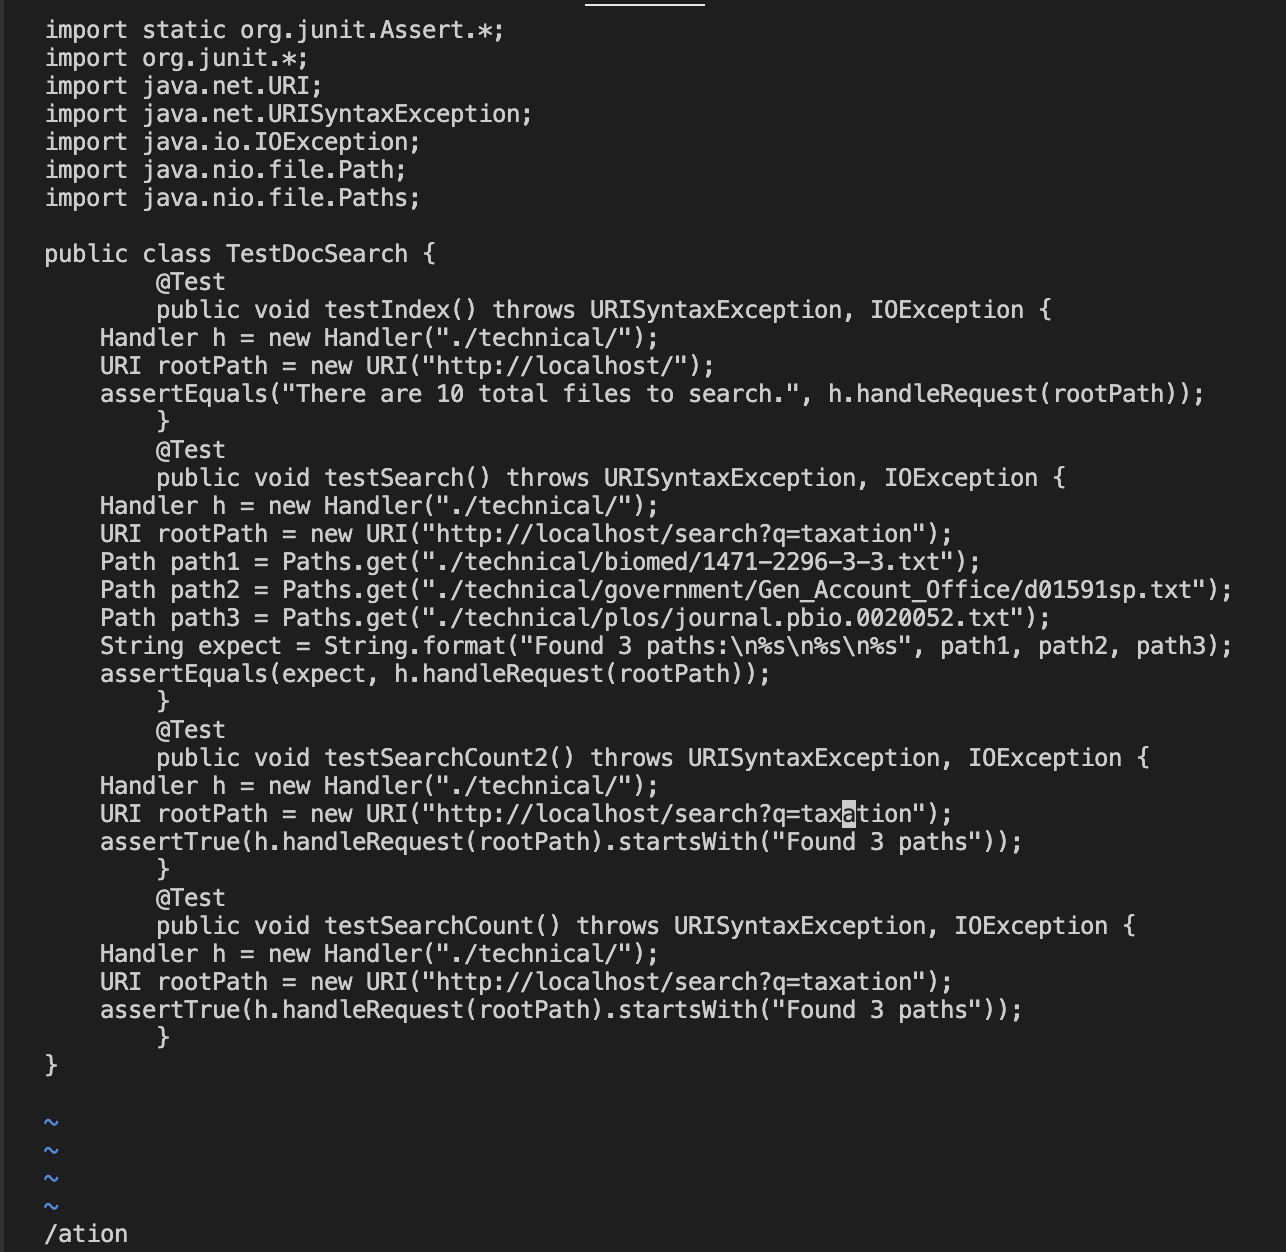 import static org.junit.Assert.*;
import org.junit.*;
import java.net.URI;
import java.net.URISyntaxException;
import java.io.IOException;
import java.nio.file.Path;
import java.nio.file.Paths;

public class TestDocSearch {
        @Test
        public void testIndex() throws URISyntaxException, IOException {
    Handler h = new Handler("./technical/");
    URI rootPath = new URI("http://localhost/");
    assertEquals("There are 10 total files to search.", h.handleRequest(rootPath));
        }
        @Test
        public void testSearch() throws URISyntaxException, IOException {
    Handler h = new Handler("./technical/");
    URI rootPath = new URI("http://localhost/search?q=taxation");
    Path path1 = Paths.get("./technical/biomed/1471-2296-3-3.txt");
    Path path2 = Paths.get("./technical/government/Gen_Account_Office/d01591sp.txt");
    Path path3 = Paths.get("./technical/plos/journal.pbio.0020052.txt");
    String expect = String.format("Found 3 paths:\n%s\n%s\n%s", path1, path2, path3);
    assertEquals(expect, h.handleRequest(rootPath));
        }
        @Test
        public void testSearchCount2() throws URISyntaxException, IOException {
    Handler h = new Handler("./technical/");
    URI rootPath = new URI("http://localhost/search?q=taxation");
    assertTrue(h.handleRequest(rootPath).startsWith("Found 3 paths"));
        }
        @Test
        public void testSearchCount() throws URISyntaxException, IOException {
    Handler h = new Handler("./technical/");
    URI rootPath = new URI("http://localhost/search?q=taxation");
    assertTrue(h.handleRequest(rootPath).startsWith("Found 3 paths"));
        }
}

~
~
~
~
/ation